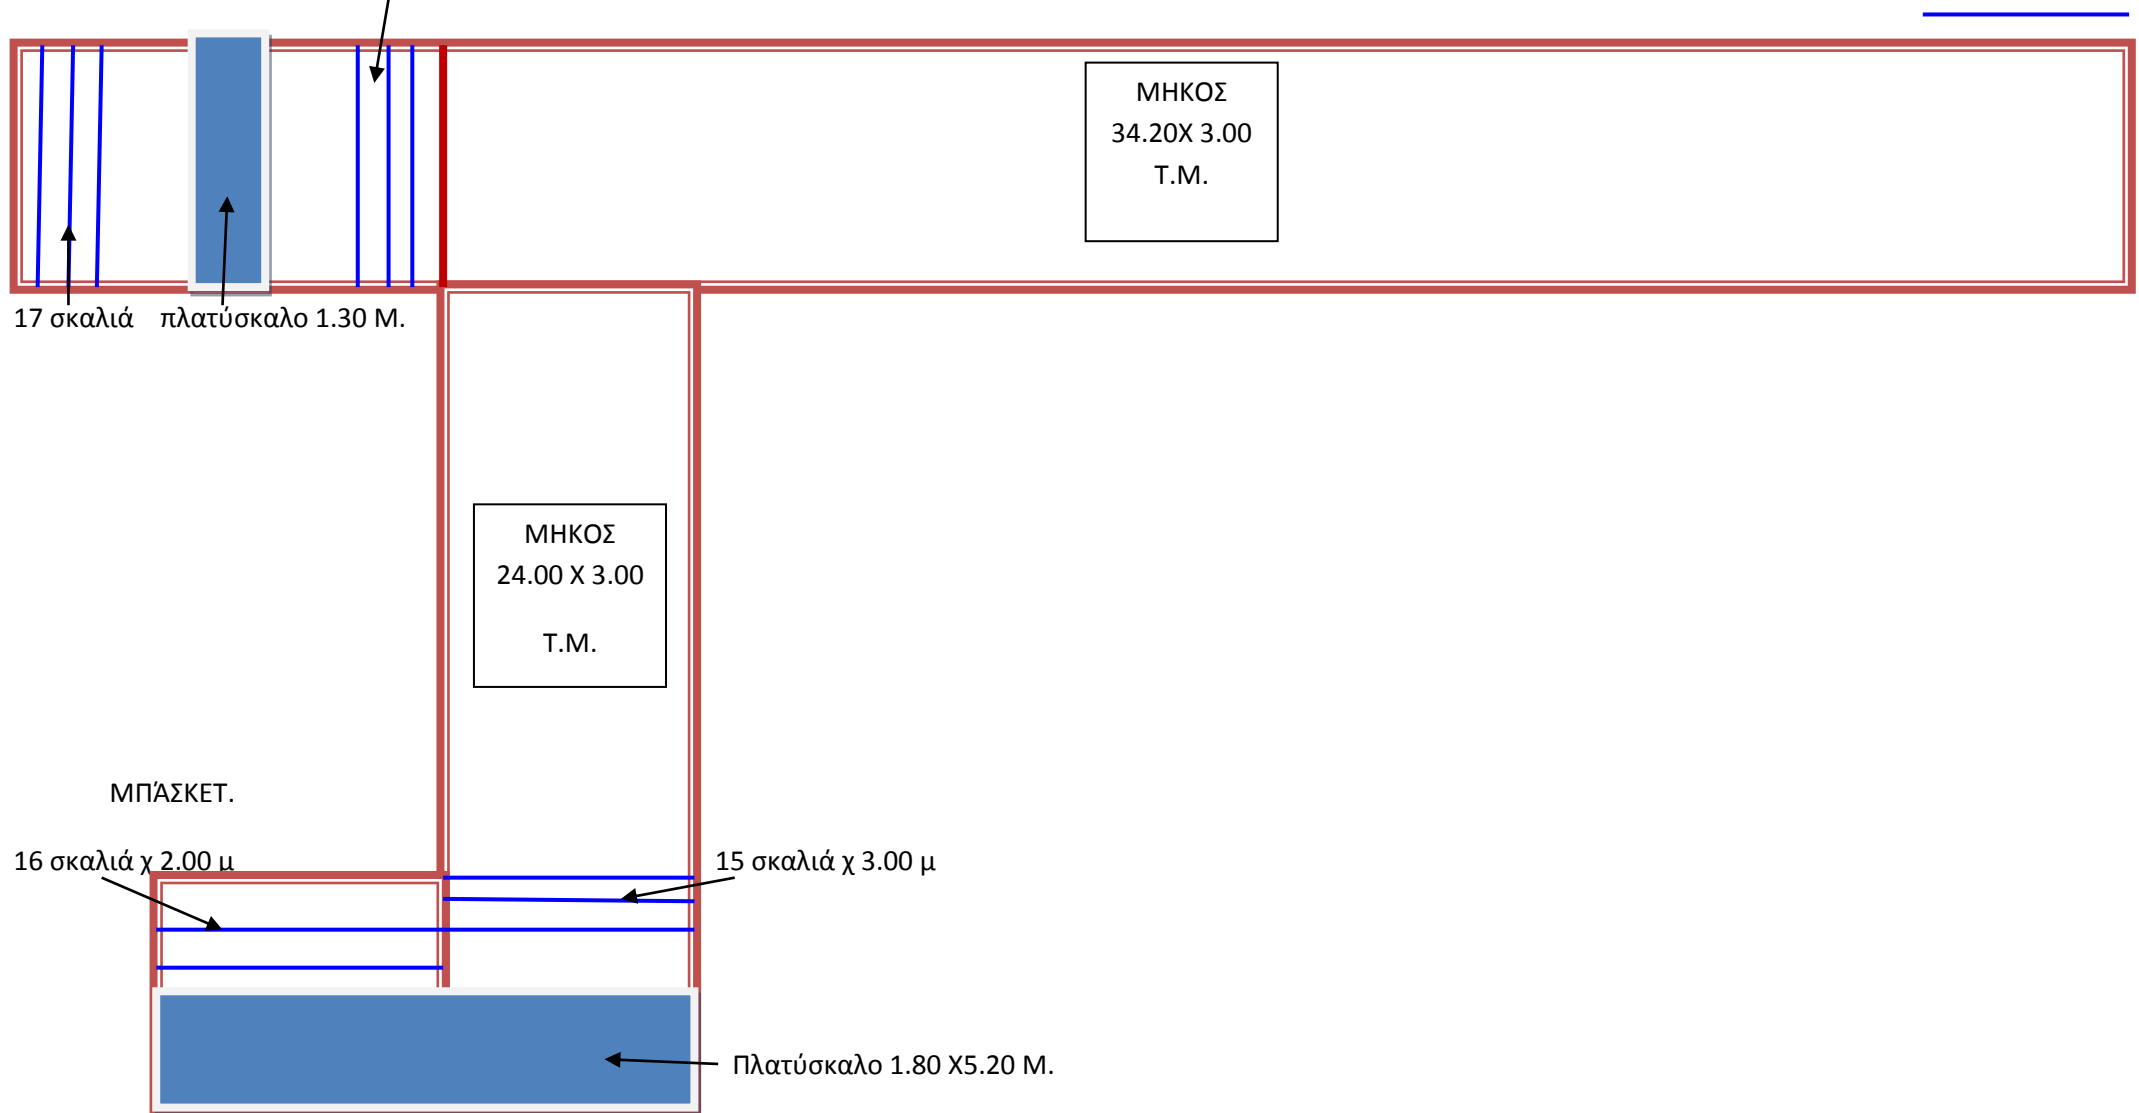 ΜΗΚΟΣ
34.20Χ 3.00
Τ.Μ.
17 σκαλιά πλατύσκαλο 1.30 Μ.
ΜΗΚΟΣ
24.00 Χ 3.00
Τ.Μ.
ΜΠΆΣΚΕΤ.
16 σκαλιά χ 2.00 μ
15 σκαλιά χ 3.00 μ
Πλατύσκαλο 1.80 Χ5.20 Μ.